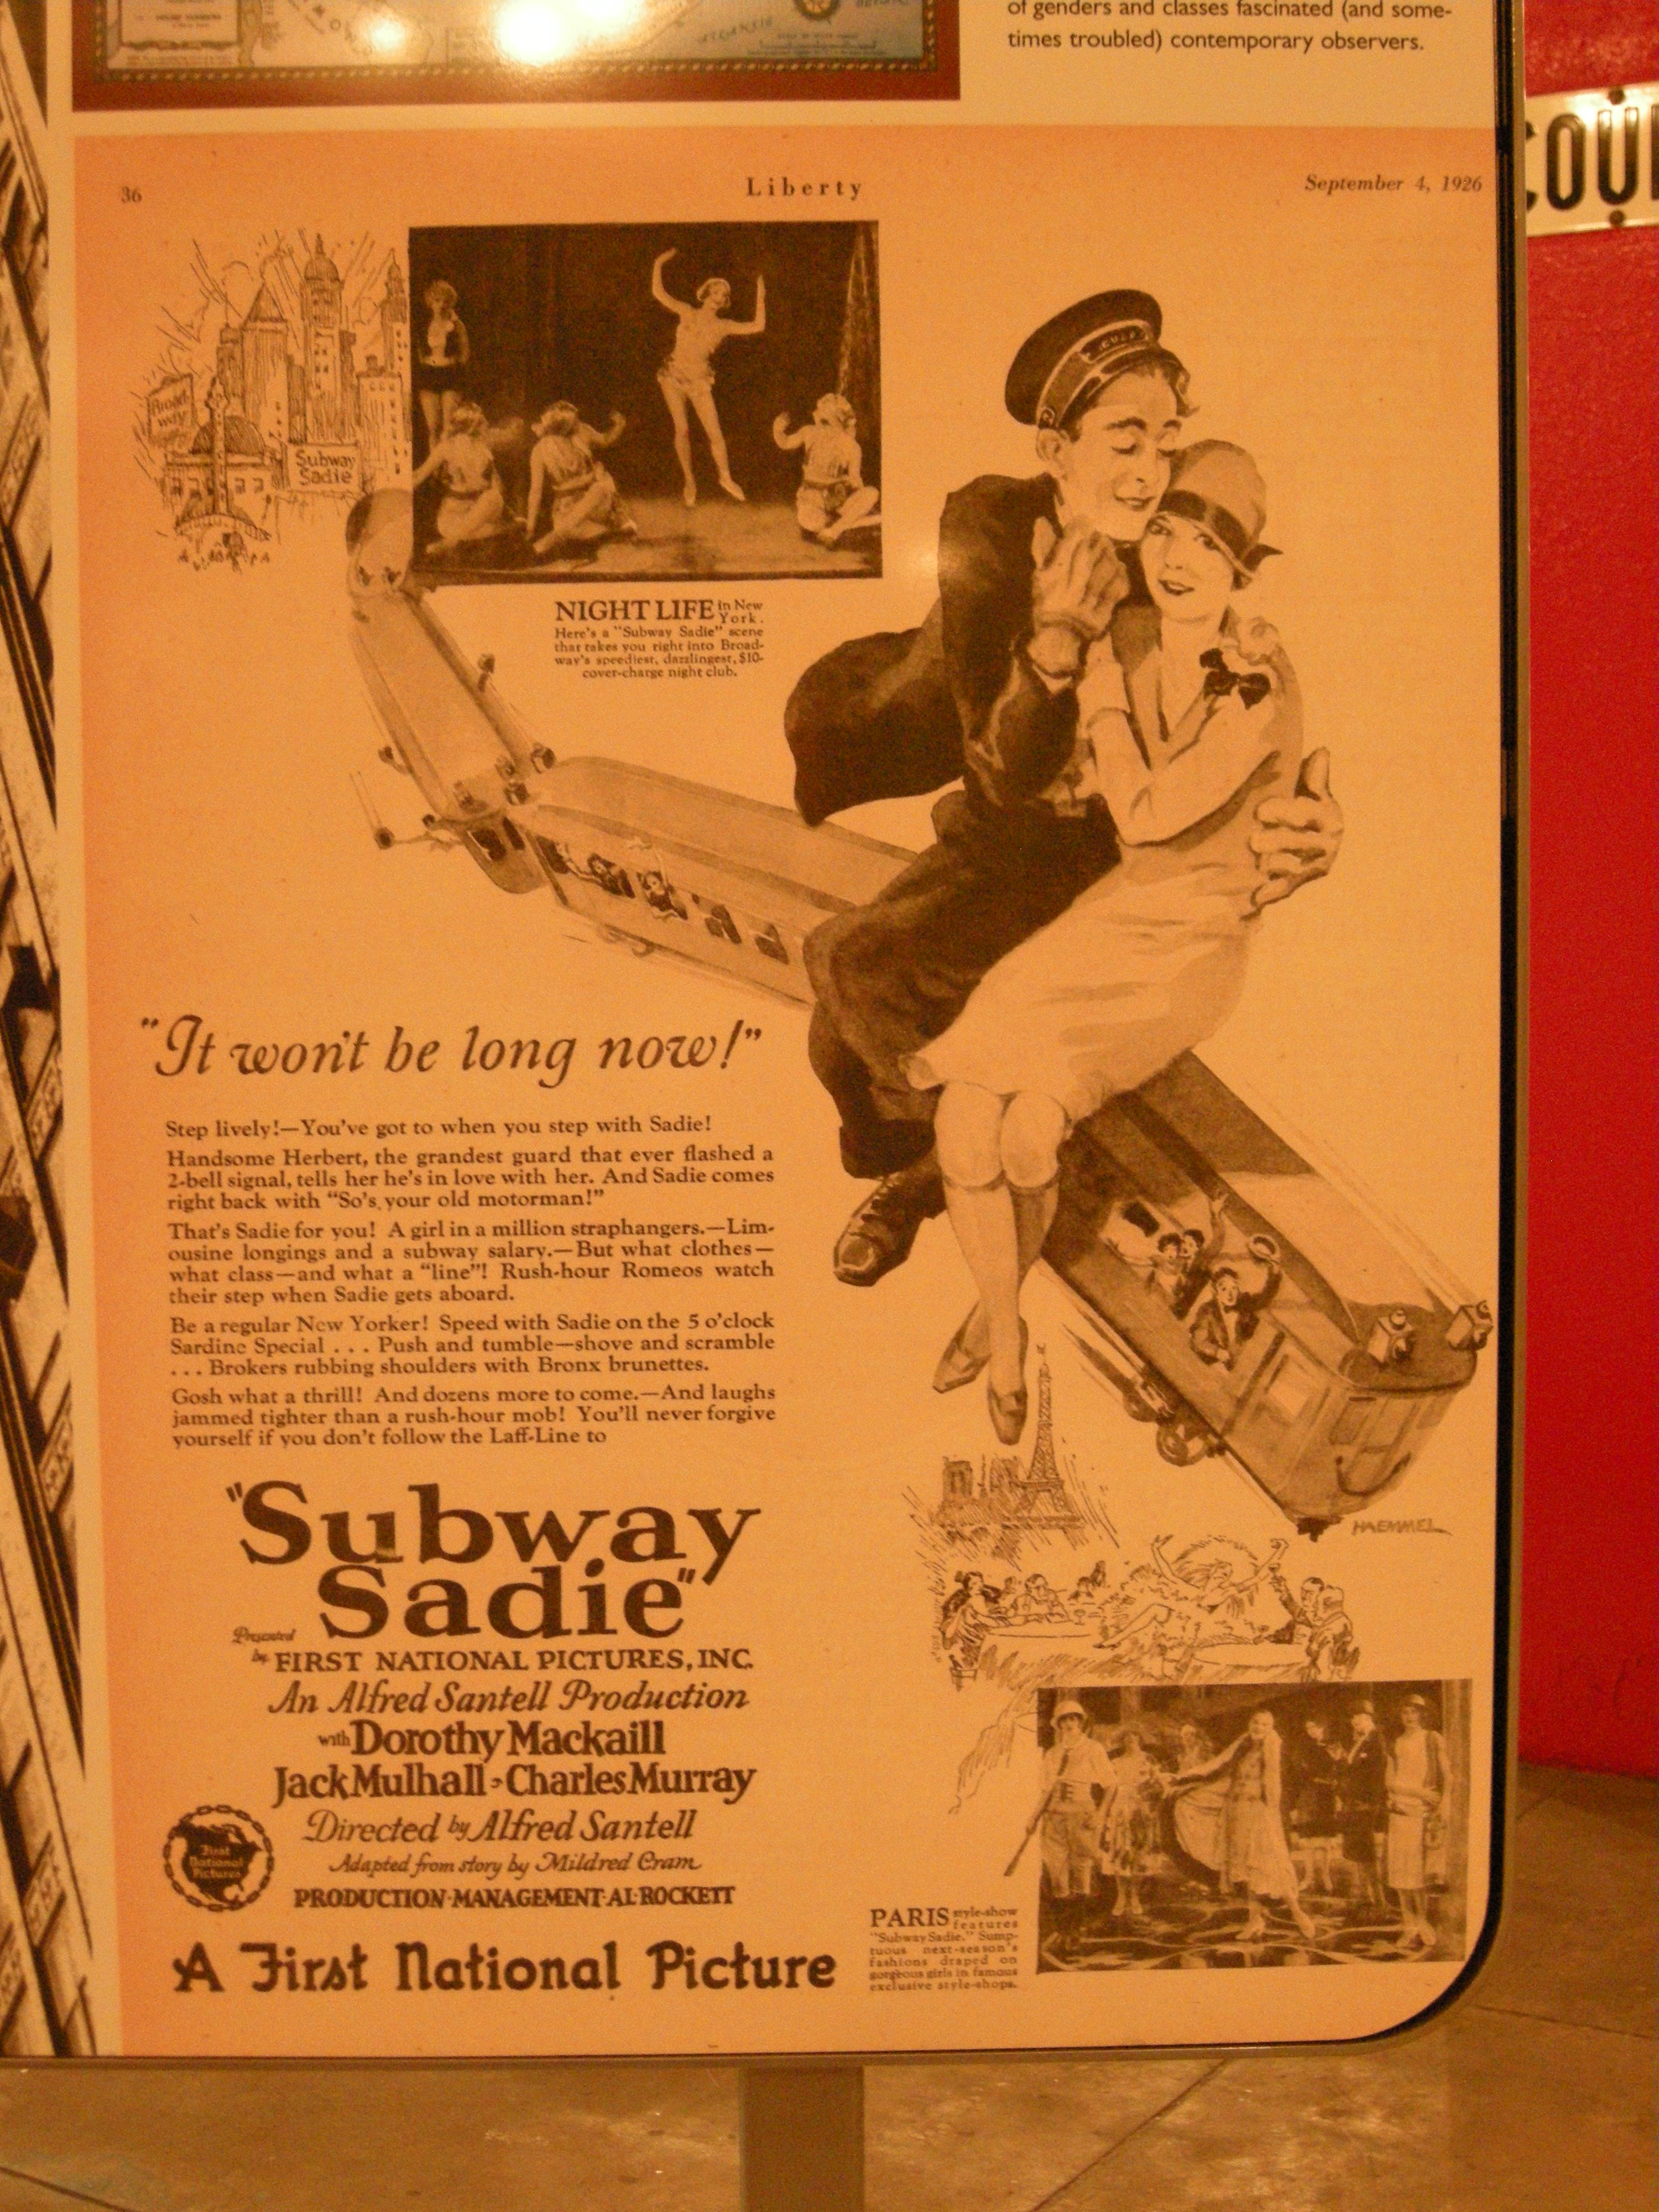 of genders and classes fascinated (and some-
times troubled) contemporary observers.
COU
36
Liberty
September 4, 1926
Broad
way
Subway
Sadie
NIGHT LIFE in New
York.
Here's a "Subway Sadie" scene
that takes you right into Broad-
way's speediest, dazzlingest, $10-
cover-charge night club.
"It won't be long now!"
Step lively!—You've got to when you step with Sadie!
Handsome Herbert, the grandest guard that ever flashed a
2-bell signal, tells her he's in love with her. And Sadie comes
right back with "So's your old motorman!"
That's Sadie for you! A girl in a million straphangers.—Lim-
ousine longings and a subway salary.—But what clothes—
what class—and what a "line"! Rush-hour Romeos watch
their step when Sadie gets aboard.
Be a regular New Yorker! Speed with Sadie on the 5 o'clock
Sardine Special . . . Push and tumble—shove and scramble
. . . Brokers rubbing shoulders with Bronx brunettes.
Gosh what a thrill! And dozens more to come.—And laughs
jammed tighter than a rush-hour mob! You'll never forgive
yourself if you don't follow the Laff-Line to
"Subway
Sadie"
Presented
by FIRST NATIONAL PICTURES, INC.
An Alfred Santell Production
with Dorothy Mackaill
Jack Mulhall - Charles Murray
Directed by Alfred Santell
Adapted from story by Mildred Cram
PRODUCTION·MANAGEMENT·AL·ROCKETT
First
National
Pictures
A First National Picture
HAEMMEL
PARIS style-show
features
"Subway Sadie." Sump-
tuous next-season's
fashions draped on
gorgeous girls in famous
exclusive style-shops.